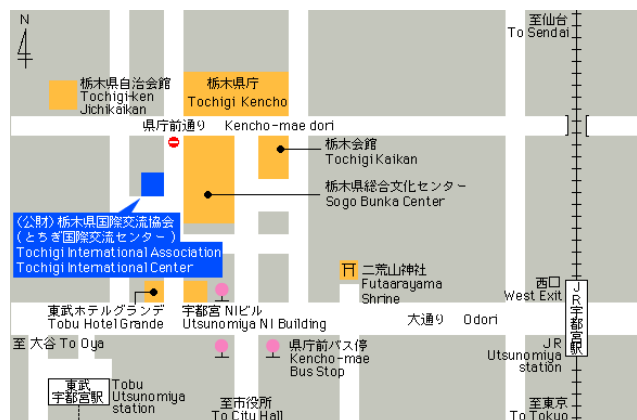 N
至仙台
To Sendai
栃木県自治会館
Tochigi-ken
Jichikaikan
栃木県庁
Tochigi Kencho
県庁前通り Kencho-mae dori
栃木会館
Tochigi Kaikan
栃木県総合文化センター
Sogo Bunka Center
(公財)栃木県国際交流協会
(とちぎ国際交流センター)
Tochigi International Association
Tochigi International Center
二荒山神社
Futaarayama
Shrine
西口
West Exit
JR宇都宮駅
東武ホテルグランデ
Tobu Hotel Grande
宇都宮 NIビル
Utsunomiya NI Building
大通り Odori
至 大谷 To Oya
県庁前バス停
Kencho-mae
Bus Stop
JR
Utsunomiya
station
東武
宇都宮駅
Tobu
Utsunomiya
station
至市役所
To City Hall
至東京
To Tokyo